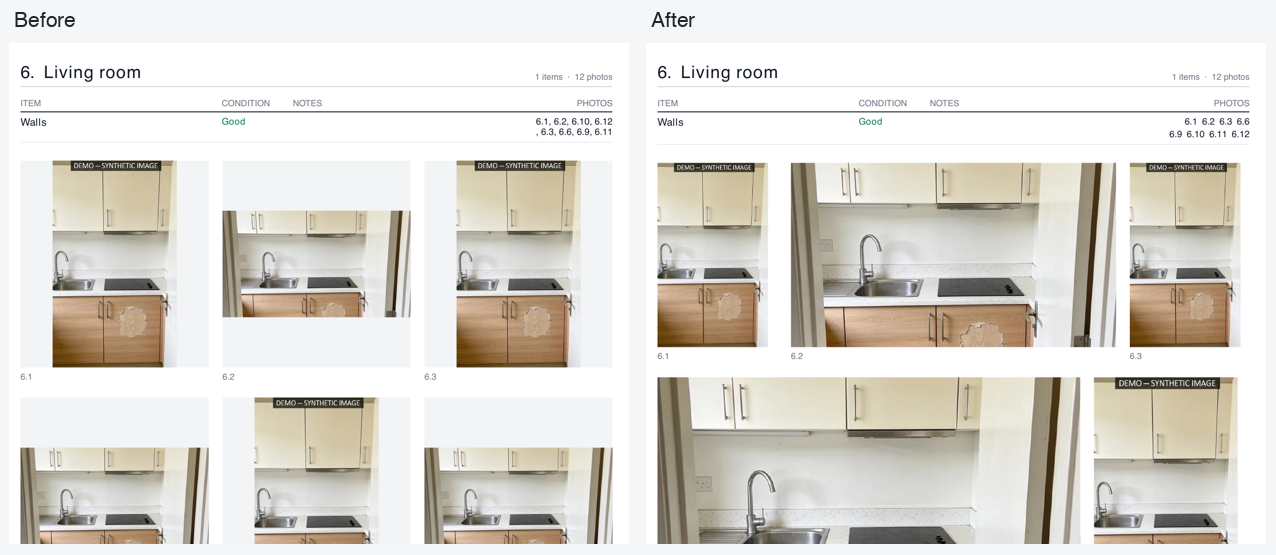 Before
6. Living room
1 items · 12 photos
ITEM CONDITION NOTES PHOTOS
Walls Good 6.1, 6.2, 6.10, 6.12
, 6.3, 6.6, 6.9, 6.11
DEMO — SYNTHETIC IMAGE
DEMO — SYNTHETIC IMAGE
6.1 6.2 6.3
DEMO — SYNTHETIC IMAGE
After
6. Living room
1 items · 12 photos
ITEM CONDITION NOTES PHOTOS
Walls Good 6.1 6.2 6.3 6.6
6.9 6.10 6.11 6.12
DEMO — SYNTHETIC IMAGE
DEMO — SYNTHETIC IMAGE
6.1 6.2 6.3
DEMO — SYNTHETIC IMAGE